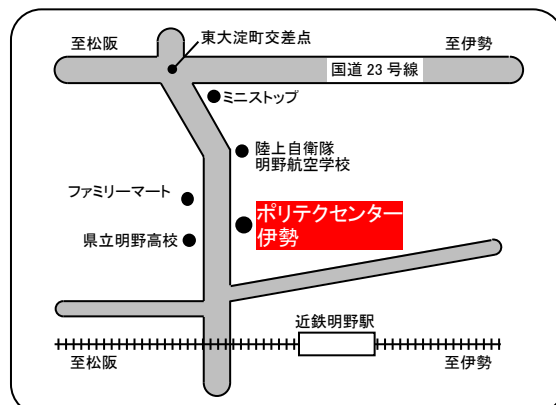 東大淀町交差点
至松阪
至伊勢
国道 23 号線
ミニストップ
陸上自衛隊
明野航空学校
ファミリーマート
ポリテクセンター
伊勢
県立明野高校
近鉄明野駅
至松阪
至伊勢